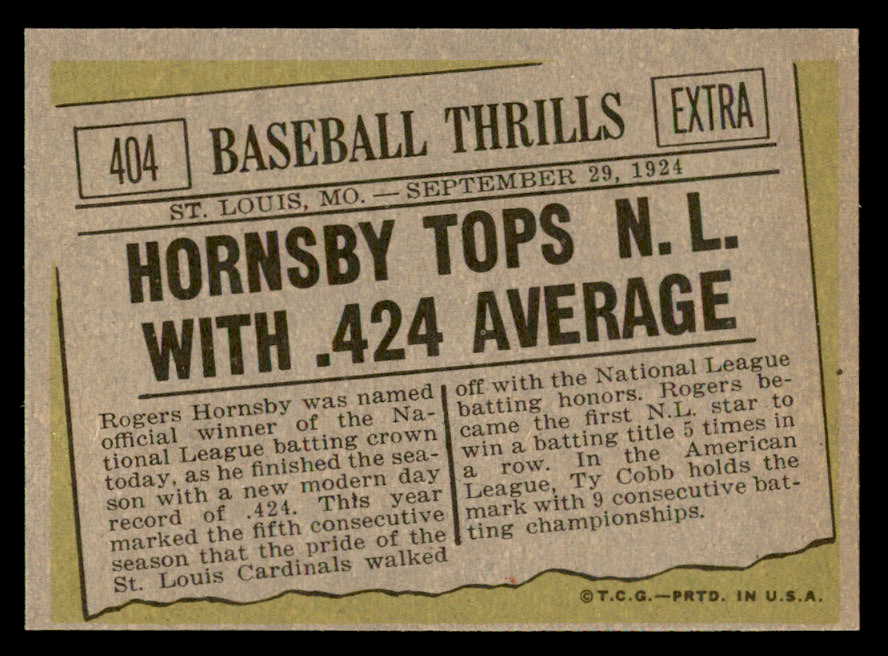 404 BASEBALL THRILLS EXTRA
ST. LOUIS, MO. — SEPTEMBER 29, 1924
HORNSBY TOPS N. L.
WITH .424 AVERAGE
Rogers Hornsby was named
official winner of the Na-
tional League batting crown
today, as he finished the sea-
son with a new modern day
record of .424. This year
marked the fifth consecutive
season that the pride of the
St. Louis Cardinals walked
off with the National League
batting honors. Rogers be-
came the first N.L. star to
win a batting title 5 times in
a row. In the American
League, Ty Cobb holds the
mark with 9 consecutive bat-
ting championships.
©T.C.G.—PRTD. IN U.S.A.